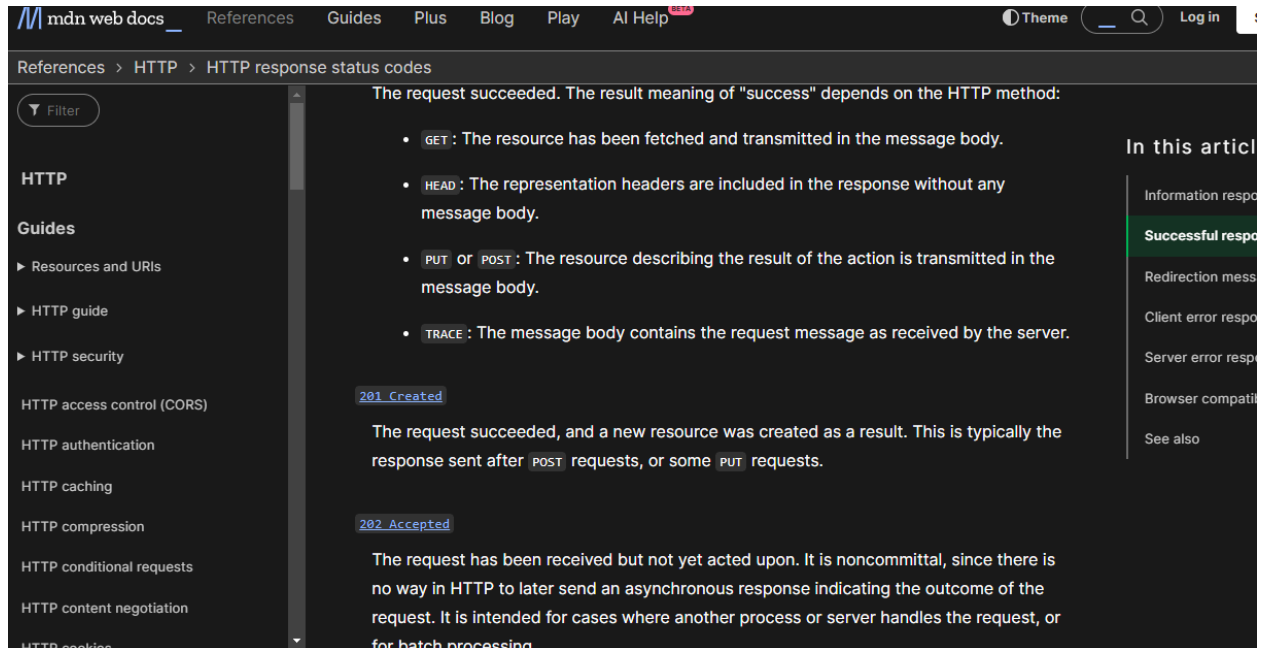 mdn web docs _ References Guides Plus Blog Play AI Help BETA Theme Log in
References > HTTP > HTTP response status codes
Filter
HTTP
Guides
▶ Resources and URIs
▶ HTTP guide
▶ HTTP security
HTTP access control (CORS)
HTTP authentication
HTTP caching
HTTP compression
HTTP conditional requests
HTTP content negotiation
HTTP cookies
The request succeeded. The result meaning of "success" depends on the HTTP method:
• GET: The resource has been fetched and transmitted in the message body.
• HEAD: The representation headers are included in the response without any
message body.
• PUT or POST: The resource describing the result of the action is transmitted in the
message body.
• TRACE: The message body contains the request message as received by the server.
201 Created
The request succeeded, and a new resource was created as a result. This is typically the
response sent after POST requests, or some PUT requests.
202 Accepted
The request has been received but not yet acted upon. It is noncommittal, since there is
no way in HTTP to later send an asynchronous response indicating the outcome of the
request. It is intended for cases where another process or server handles the request, or
for batch processing.
In this articl
Information respo
Successful respo
Redirection mess
Client error respo
Server error resp
Browser compatib
See also